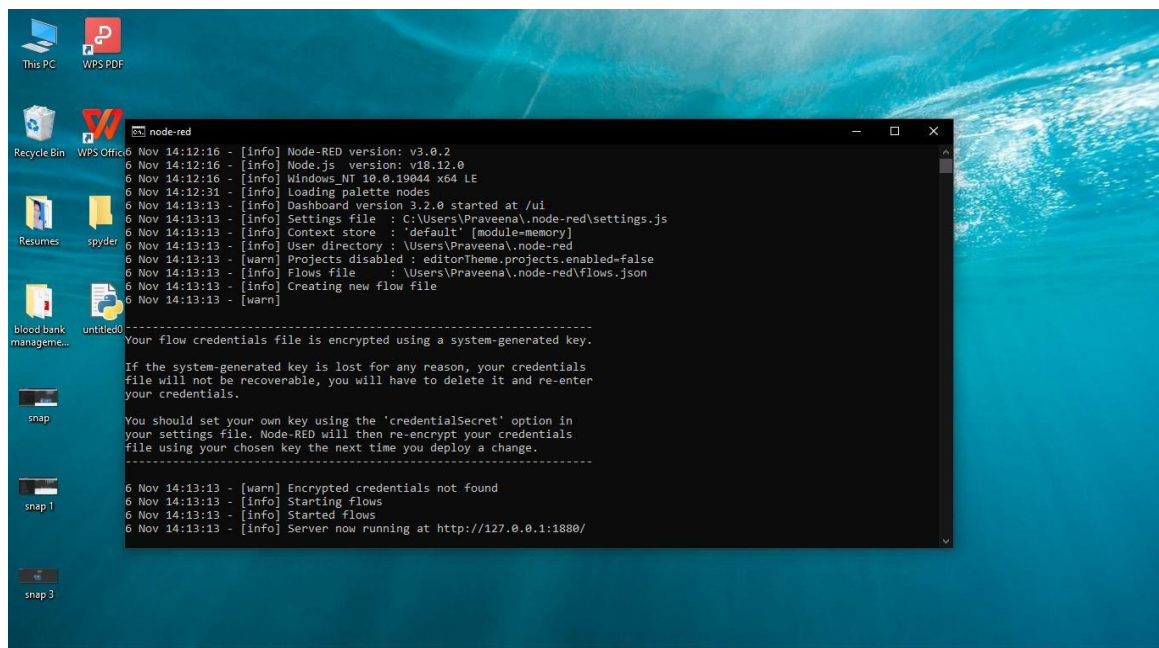 This PC
WPS PDF
Recycle Bin
WPS Offic
Resumes
spyder
blood bank
manageme...
untitled0
snap
snap 1
snap 3
node-red
6 Nov 14:12:16 - [info] Node-RED version: v3.0.2
6 Nov 14:12:16 - [info] Node.js  version: v18.12.0
6 Nov 14:12:16 - [info] Windows_NT 10.0.19044 x64 LE
6 Nov 14:12:31 - [info] Loading palette nodes
6 Nov 14:13:13 - [info] Dashboard version 3.2.0 started at /ui
6 Nov 14:13:13 - [info] Settings file  : C:\Users\Praveena\.node-red\settings.js
6 Nov 14:13:13 - [info] Context store  : 'default' [module=memory]
6 Nov 14:13:13 - [info] User directory : \Users\Praveena\.node-red
6 Nov 14:13:13 - [warn] Projects disabled : editorTheme.projects.enabled=false
6 Nov 14:13:13 - [info] Flows file     : \Users\Praveena\.node-red\flows.json
6 Nov 14:13:13 - [info] Creating new flow file
6 Nov 14:13:13 - [warn]
---------------------------------------------------------------------
Your flow credentials file is encrypted using a system-generated key.
If the system-generated key is lost for any reason, your credentials
file will not be recoverable, you will have to delete it and re-enter
your credentials.
You should set your own key using the 'credentialSecret' option in
your settings file. Node-RED will then re-encrypt your credentials
file using your chosen key the next time you deploy a change.
---------------------------------------------------------------------
6 Nov 14:13:13 - [warn] Encrypted credentials not found
6 Nov 14:13:13 - [info] Starting flows
6 Nov 14:13:13 - [info] Started flows
6 Nov 14:13:13 - [info] Server now running at http://127.0.0.1:1880/